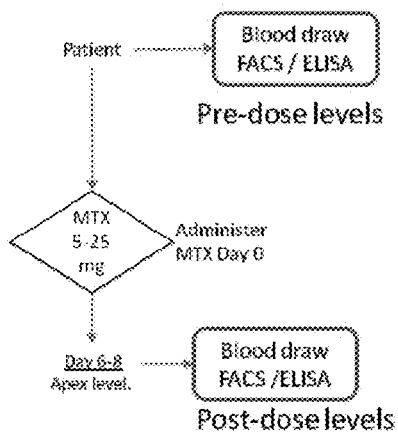 Patient
Blood draw
FACS / ELISA
Pre-dose levels
MTX
5-25
mg
Administer
MTX Day 0
Day 6-8
Apex level.
Blood draw
FACS /ELISA
Post-dose levels